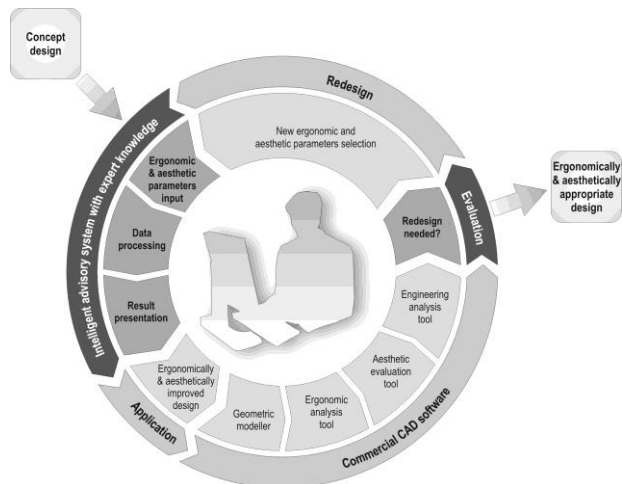 Concept
design
Redesign
New ergonomic and
aesthetic parameters selection
Intelligent advisory system with expert knowledge
Ergonomic
& aesthetic
parameters
input
Ergonomically
& aesthetically
appropriate
design
Evaluation
Redesign
needed?
Data
processing
Result
presentation
Engineering
analysis
tool
Aesthetic
evaluation
tool
Ergonomically
& aesthetically
improved
design
Geometric
modeller
Ergonomic
analysis
tool
Application
Commercial CAD software